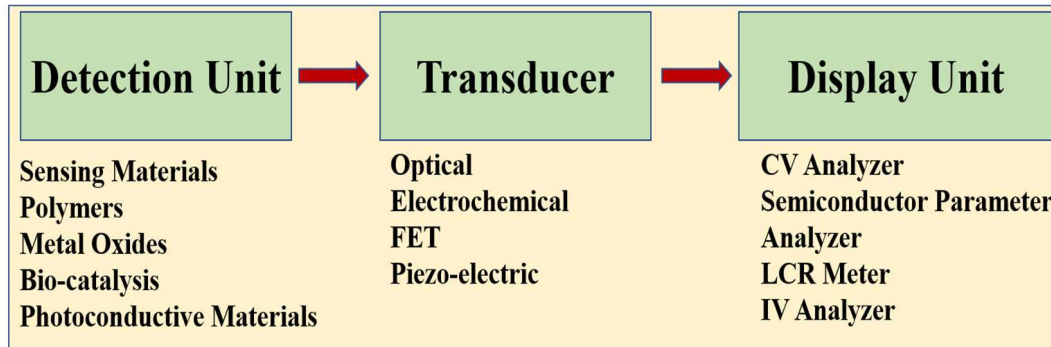 Detection Unit
Transducer
Display Unit
Sensing Materials
Polymers
Metal Oxides
Bio-catalysis
Photoconductive Materials
Optical
Electrochemical
FET
Piezo-electric
CV Analyzer
Semiconductor Parameter
Analyzer
LCR Meter
IV Analyzer